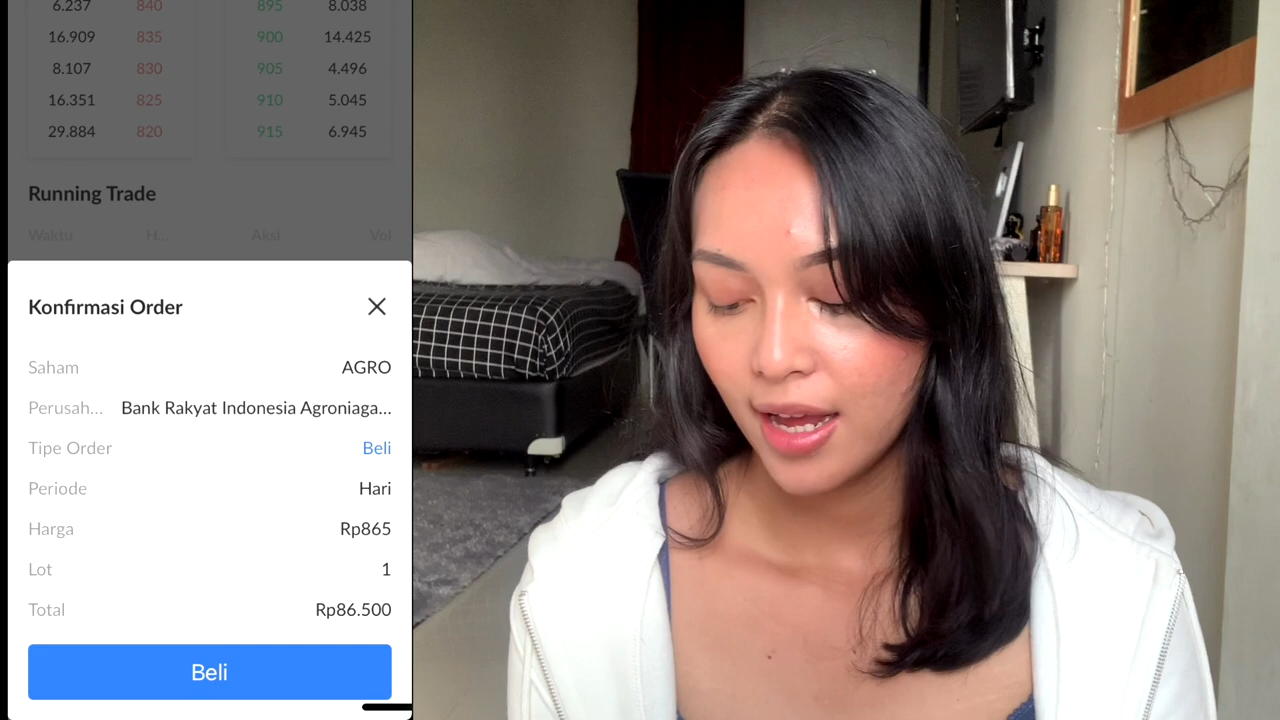 6.237 840 895 8.038
16.909 835 900 14.425
8.107 830 905 4.496
16.351 825 910 5.045
29.884 820 915 6.945
Running Trade
Waktu H... Aksi Vol
Konfirmasi Order
Saham AGRO
Perusah... Bank Rakyat Indonesia Agroniaga...
Tipe Order Beli
Periode Hari
Harga Rp865
Lot 1
Total Rp86.500
Beli